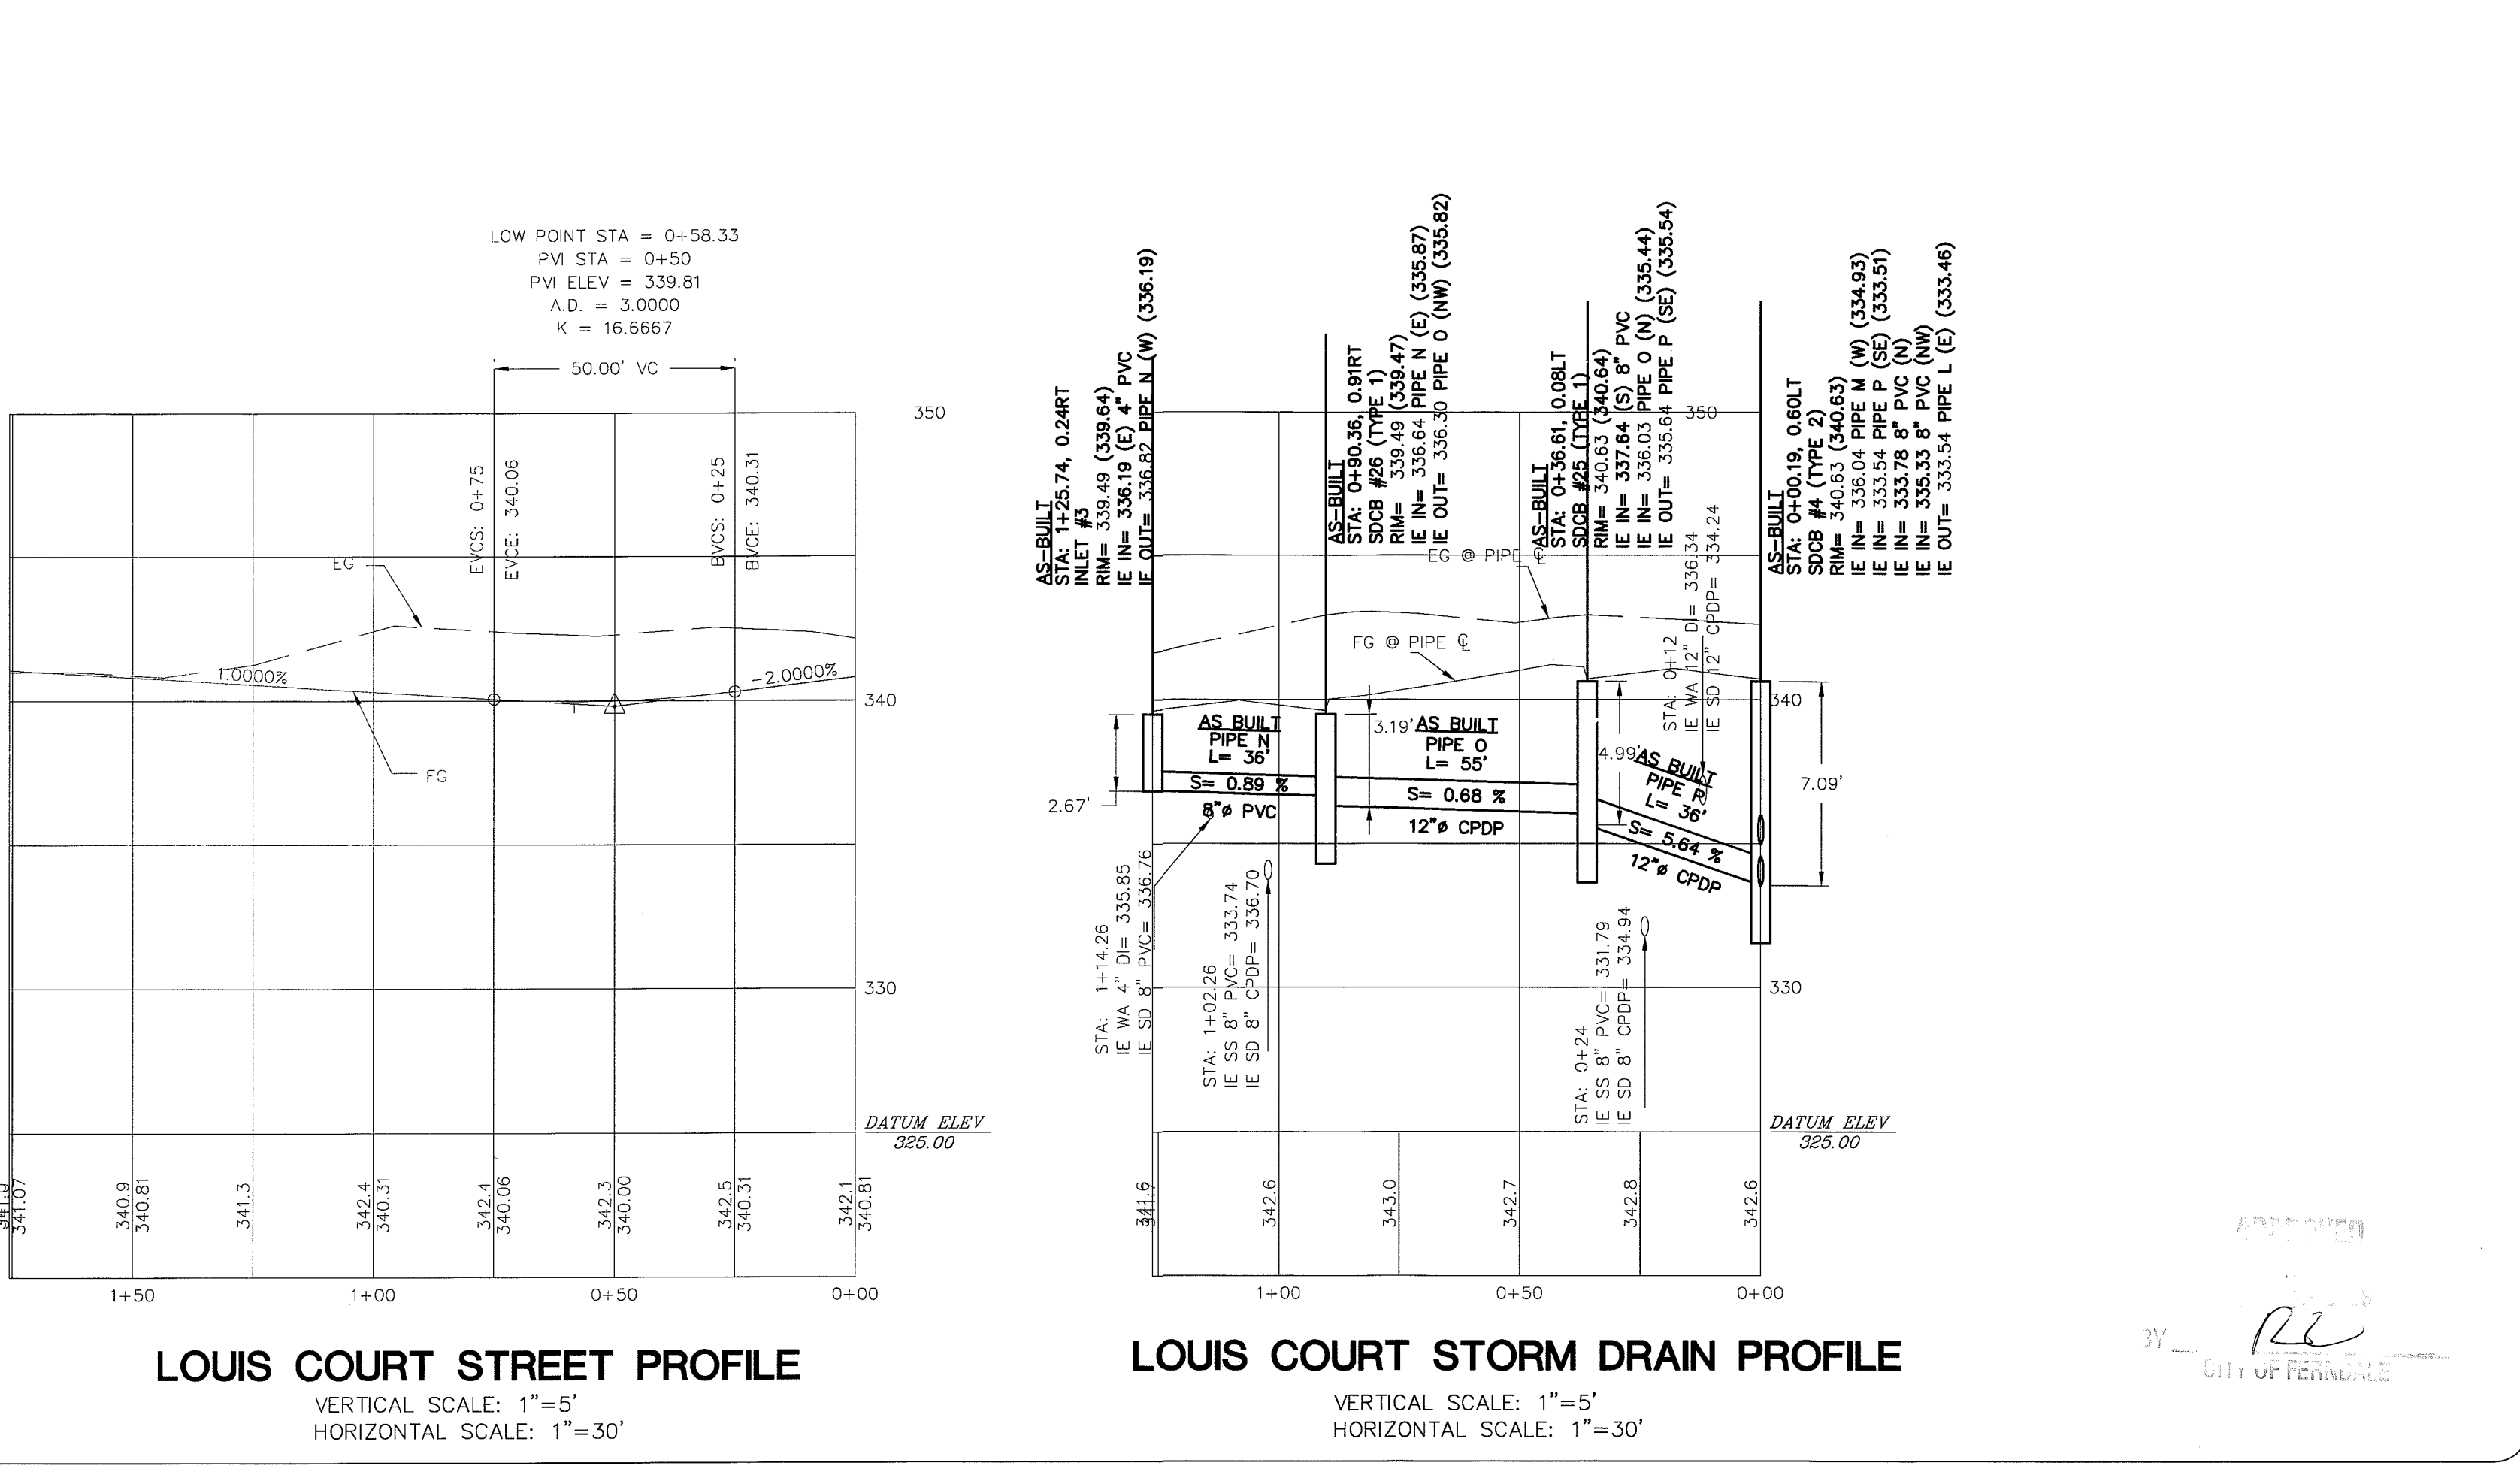 LOW POINT STA = 0+58.33
PVI STA = 0+50
PVI ELEV = 339.81
A.D. = 3.0000
K = 16.6667
50.00' VC
EVCS: 0+75
EVCE: 340.06
BVCS: 0+25
BVCE: 340.31
EG
1.0000%
-2.0000%
FG
340
330
DATUM ELEV
325.00
341.07
340.9
340.81
341.3
342.4
340.31
342.4
340.06
342.3
340.00
342.5
340.31
342.1
340.81
1+50
1+00
0+50
0+00
LOUIS COURT STREET PROFILE
VERTICAL SCALE: 1"=5'
HORIZONTAL SCALE: 1"=30'
350
AS-BUILT
STA: 1+25.74, 0.24RT
INLET #3
RIM= 339.49 (339.64)
IE IN= 336.19 (E) 4" PVC
IE OUT= 336.82 PIPE N (W) (336.19)
AS-BUILT
STA: 0+90.36, 0.91RT
SDCB #26 (TYPE 1)
RIM= 339.49 (339.47)
IE IN= 336.64 PIPE N (E) (335.87)
IE OUT= 336.30 PIPE O (NW) (335.82)
AS-BUILT
STA: 0+36.61, 0.08LT
SDCB #25 (TYPE 1)
RIM= 340.63 (340.64)
IE IN= 337.64 (S) 8" PVC
IE IN= 336.03 PIPE O (N) (335.44)
IE OUT= 335.64 PIPE P (SE) (335.54)
350
AS-BUILT
STA: 0+00.19, 0.60LT
SDCB #4 (TYPE 2)
RIM= 340.63 (340.63)
IE IN= 336.04 PIPE M (W) (334.93)
IE IN= 333.54 PIPE P (SE) (333.51)
IE IN= 333.78 8" PVC (N)
IE IN= 335.33 8" PVC (NW)
IE OUT= 333.54 PIPE L (E) (333.46)
EG @ PIPE ℄
FG @ PIPE ℄
STA: 0+12
IE WA 12" DI= 336.34
IE SD 12" CPDP= 334.24
340
2.67'
AS BUILT
PIPE N
L= 36'
S= 0.89 %
8"ø PVC
3.19'
AS BUILT
PIPE O
L= 55'
S= 0.68 %
12"ø CPDP
4.99'
AS BUILT
PIPE P
L= 36'
S= 5.64 %
12"ø CPDP
7.09'
STA: 1+14.26
IE WA 4" DI= 335.85
IE SD 8" PVC= 336.76
STA: 1+02.26
IE SS 8" PVC= 333.74
IE SD 8" CPDP= 336.70
STA: 0+24
IE SS 8" PVC= 331.79
IE SD 8" CPDP= 334.94
330
DATUM ELEV
325.00
341.6
342.6
343.0
342.7
342.8
342.6
1+00
0+50
0+00
LOUIS COURT STORM DRAIN PROFILE
VERTICAL SCALE: 1"=5'
HORIZONTAL SCALE: 1"=30'
APPROVED
BY
CITY OF FERNDALE